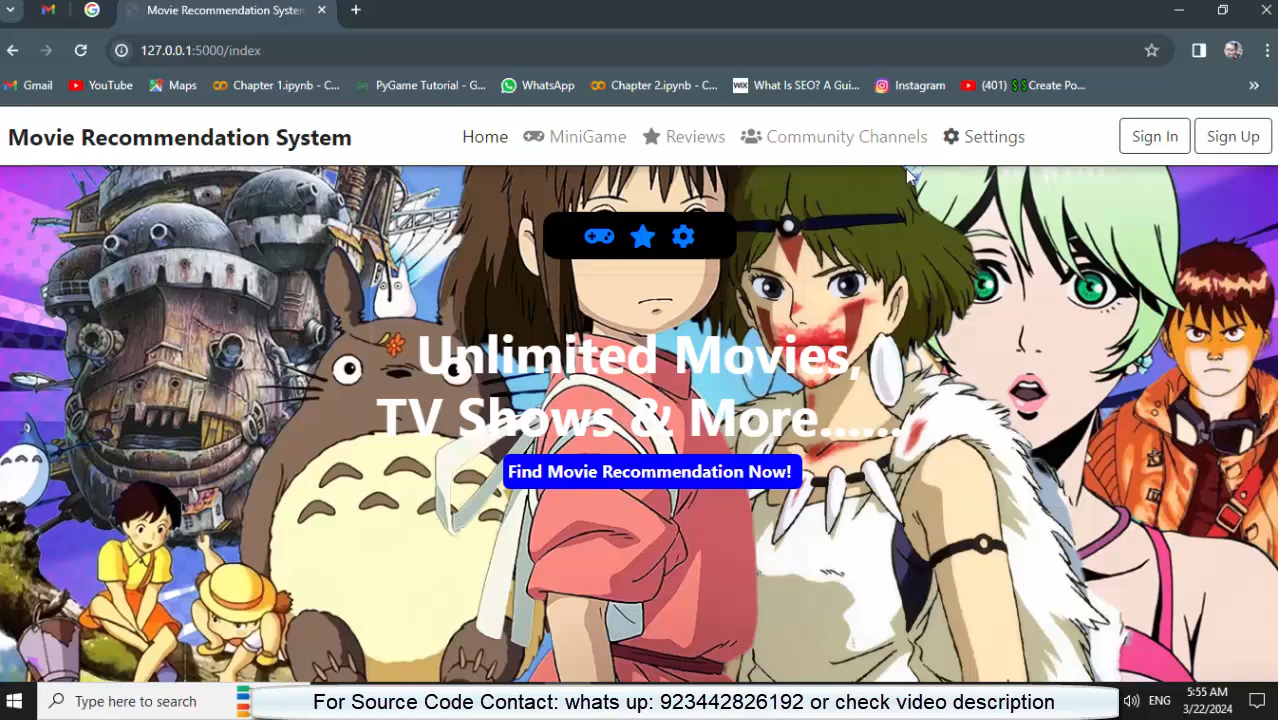 Movie Recommendation System
127.0.0.1:5000/index
Gmail
YouTube
Maps
Chapter 1.ipynb - C...
PyGame Tutorial - G...
WhatsApp
Chapter 2.ipynb - C...
WIX
What Is SEO? A Gui...
Instagram
(401) 💲💲Create Po...
Movie Recommendation System
Home
MiniGame
Reviews
Community Channels
Settings
Sign In
Sign Up
Unlimited Movies,
TV Shows & More......
Find Movie Recommendation Now!
Type here to search
For Source Code Contact: whats up: 923442826192 or check video description
ENG
5:55 AM
3/22/2024